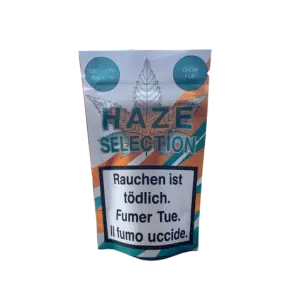 HAZE
SELECTION
Rauchen ist
tödlich.
Fumer Tue.
Il fumo uccide.